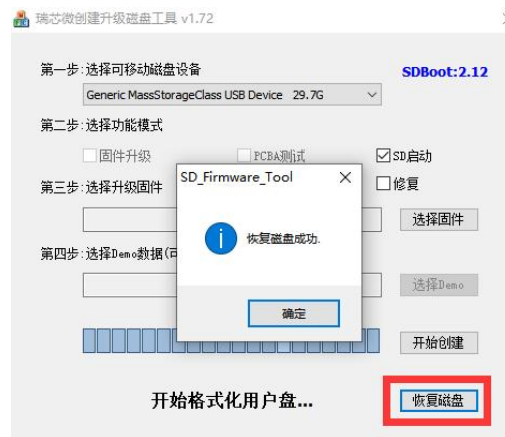 瑞芯微创建升级磁盘工具 v1.72
第一步:选择可移动磁盘设备
SDBoot:2.12
Generic MassStorageClass USB Device 29.7G
第二步:选择功能模式
固件升级
PCBA测试
SD启动
修复
第三步:选择升级固件
选择固件
第四步:选择Demo数据(可
选择Demo
SD_Firmware_Tool
恢复磁盘成功.
确定
开始创建
开始格式化用户盘...
恢复磁盘